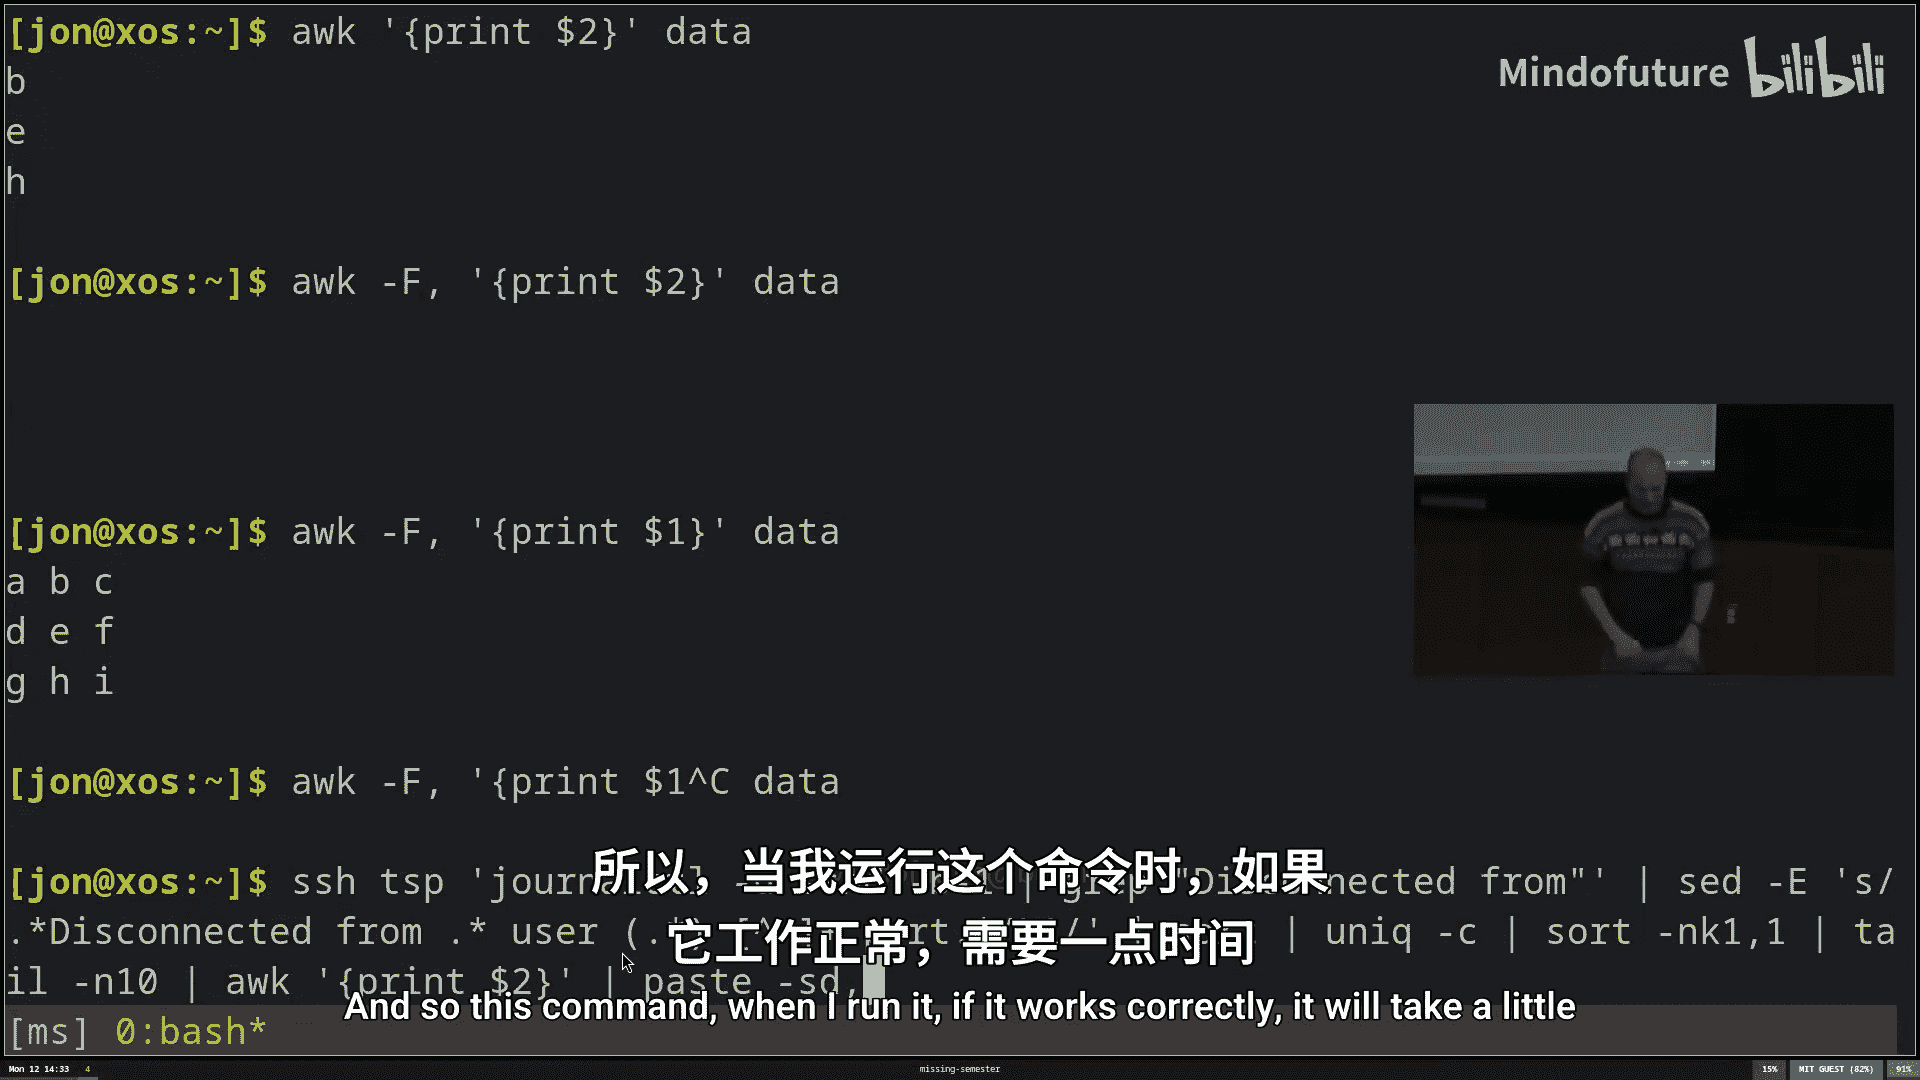 [jon@xos:~]$ awk '{print $2}' data
Mindofuture bilibili
b
e
h
[jon@xos:~]$ awk -F, '{print $2}' data
[jon@xos:~]$ awk -F, '{print $1}' data
a b c
d e f
g h i
[jon@xos:~]$ awk -F, '{print $1^C data
[jon@xos:~]$ ssh tsp 'journ | grep "Disconnected from"' | sed -E 's/
所以，当我运行这个命令时，如果
.*Disconnected from .* user (. | uniq -c | sort -nk1,1 | ta
它工作正常，需要一点时间
il -n10 | awk '{print $2}' | paste -sd,
And so this command, when I run it, if it works correctly, it will take a little
[ms] 0:bash*
Mon 12 14:33 4 missing-semester 15% MIT GUEST (82%) 91%